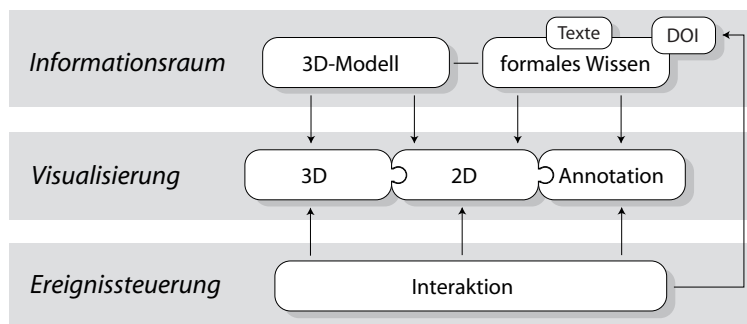 Texte
DOI
Informationsraum
3D-Modell
formales Wissen
Visualisierung
3D
2D
Annotation
Ereignissteuerung
Interaktion